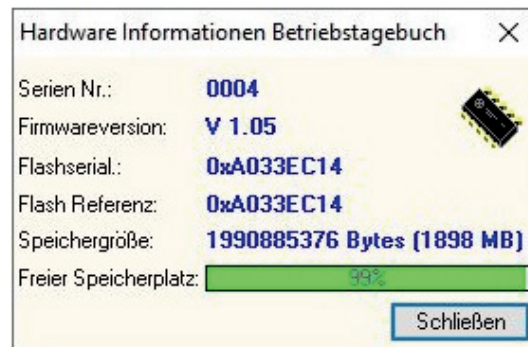 Hardware Informationen Betriebstagebuch
Serien Nr.: 0004
Firmwareversion: V 1.05
Flashserial.: 0xA033EC14
Flash Referenz: 0xA033EC14
Speichergröße: 1990885376 Bytes (1898 MB)
Freier Speicherplatz: 99%
Schließen